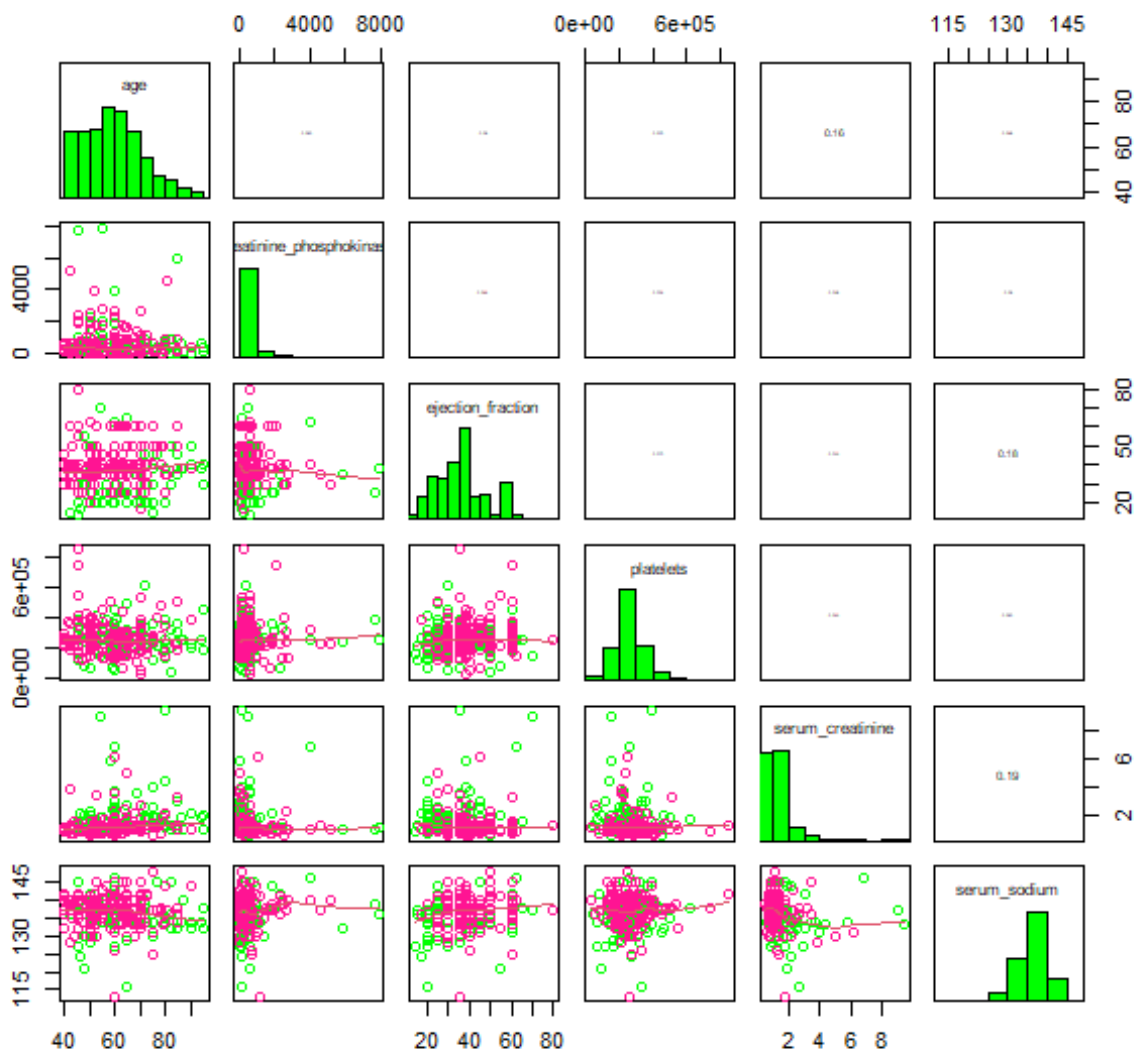 0 4000 8000 0e+00 6e+05 115 130 145
age
0.16
40 60 80
eatinine_phosphokinas
0 4000
ejection_fraction
0.18
20 50 80
platelets
0e+00 6e+05
serum_creatinine
0.19
2 6
serum_sodium
115 130 145
40 60 80 20 40 60 80 2 4 6 8